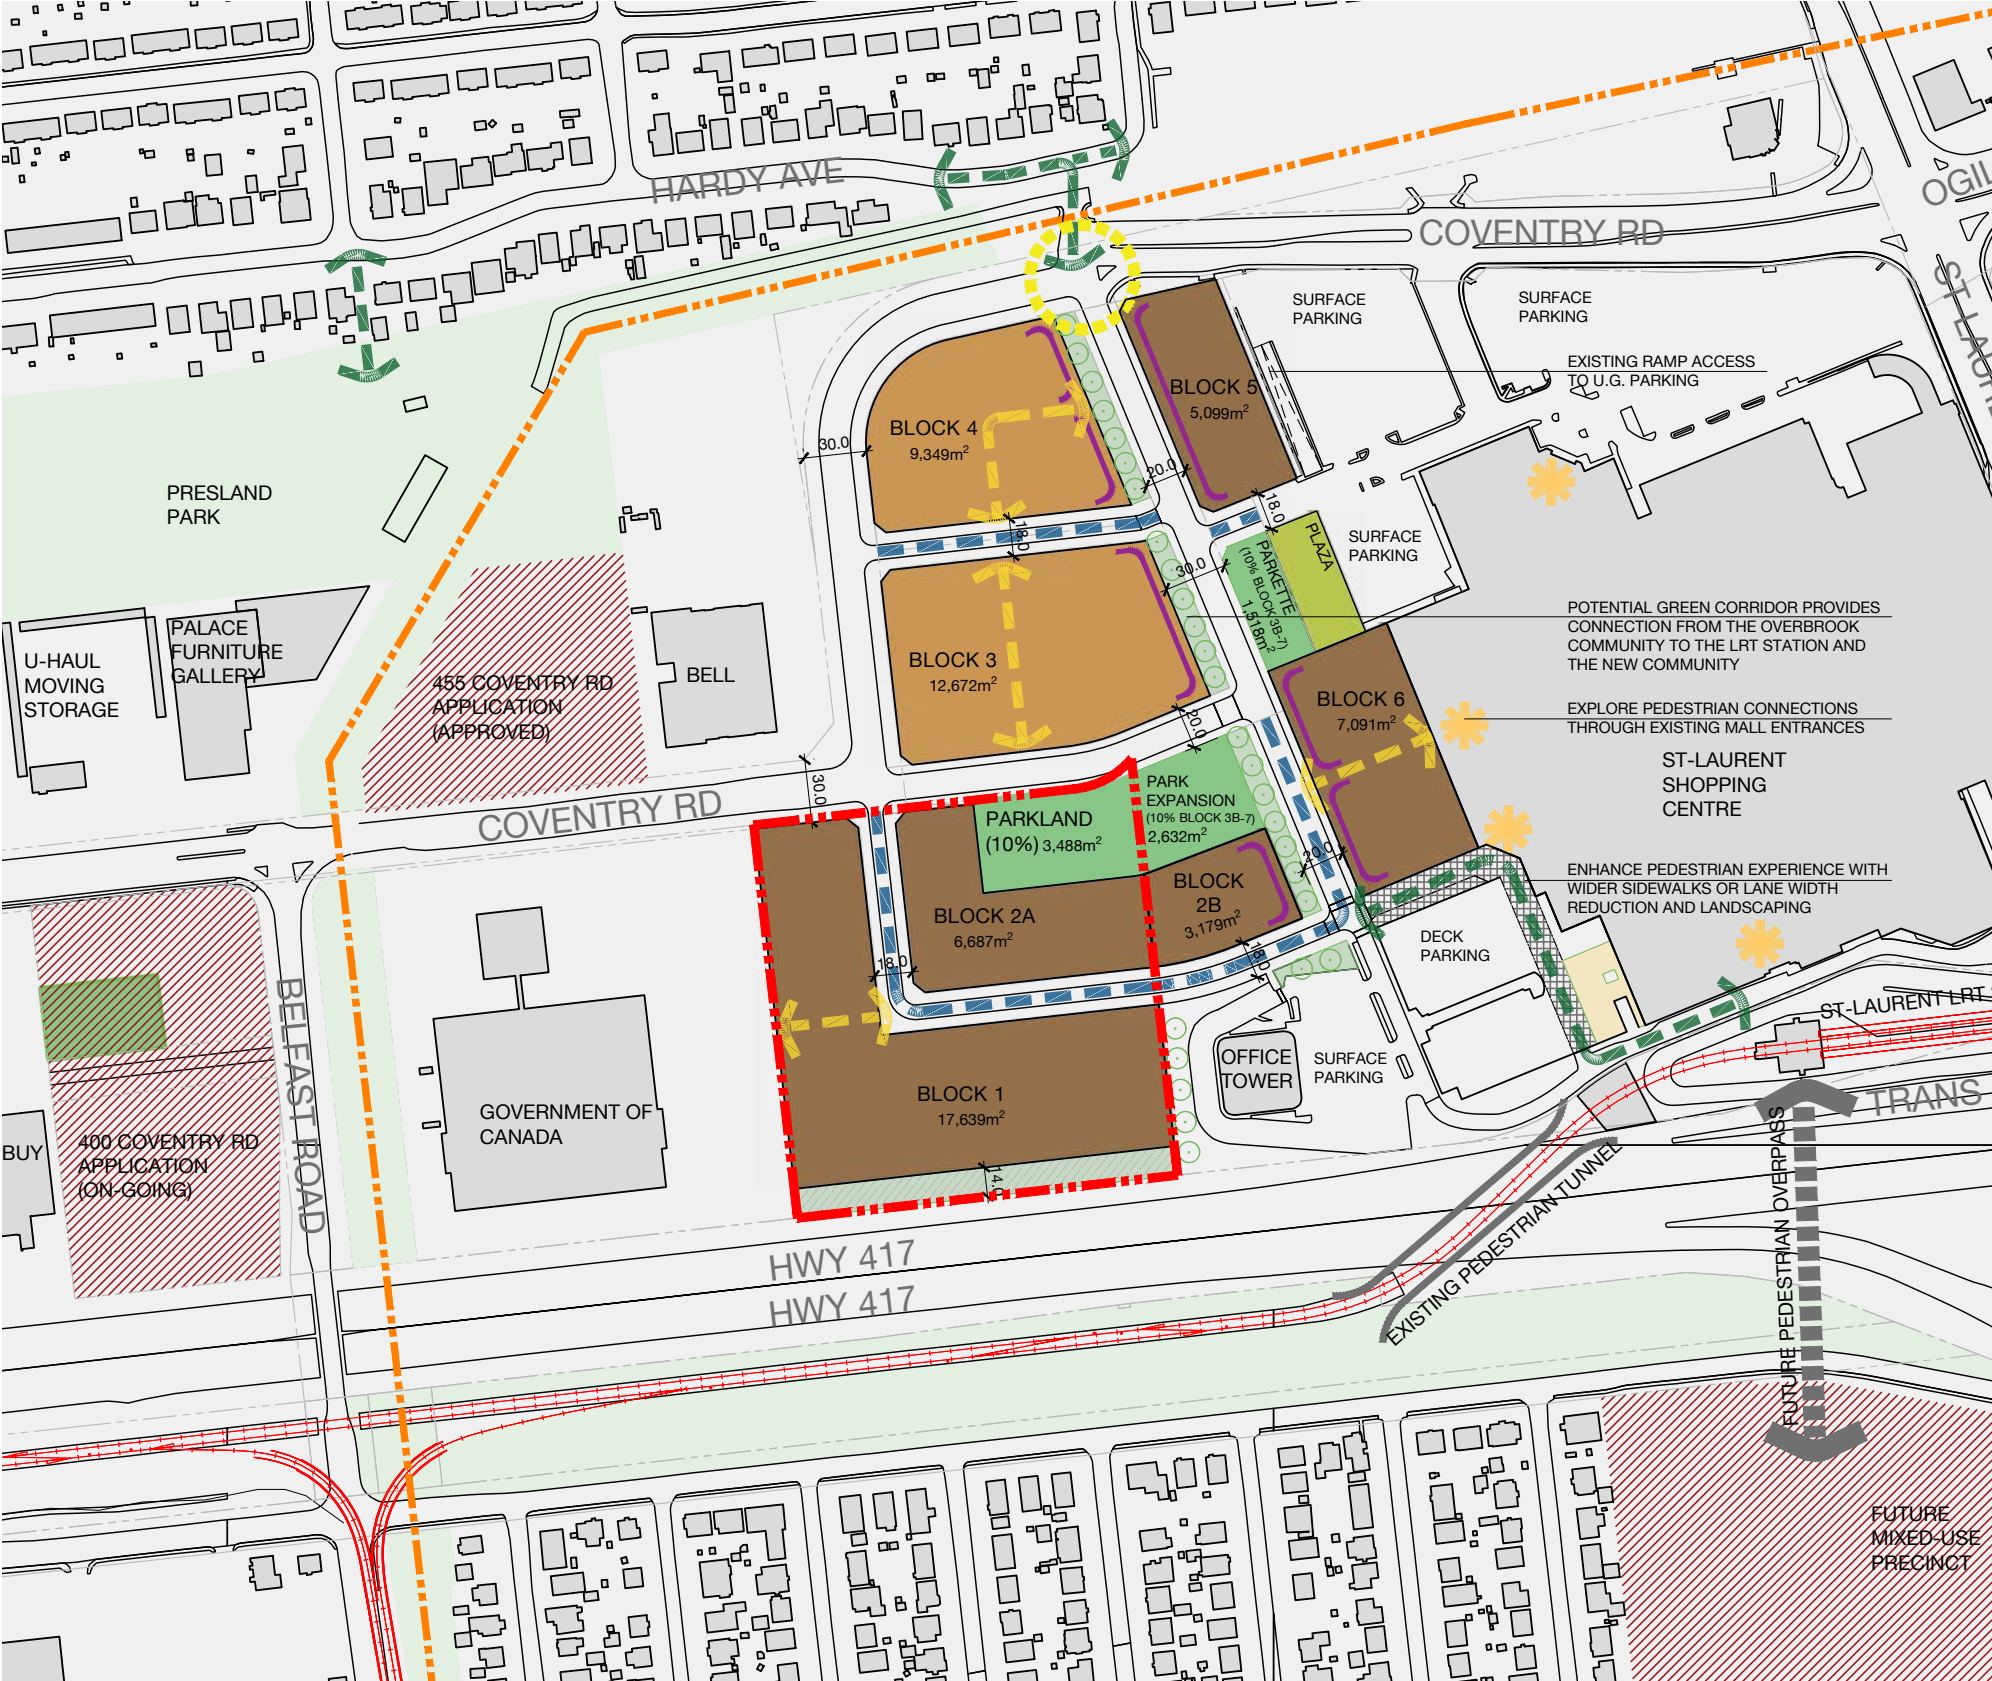 HARDY AVE
OGIL
COVENTRY RD
ST LAURE
SURFACE
PARKING
SURFACE
PARKING
EXISTING RAMP ACCESS
TO U.G. PARKING
BLOCK 5
5,099m²
BLOCK 4
9,349m²
30.0
20.0
18.0
PRESLAND
PARK
18.0
PLAZA
SURFACE
PARKING
PARKETTE
(10% BLOCK 3B-7)
1,518m²
30.0
POTENTIAL GREEN CORRIDOR PROVIDES
CONNECTION FROM THE OVERBROOK
COMMUNITY TO THE LRT STATION AND
THE NEW COMMUNITY
PALACE
FURNITURE
GALLERY
U-HAUL
MOVING
STORAGE
455 COVENTRY RD
APPLICATION
(APPROVED)
BELL
BLOCK 3
12,672m²
BLOCK 6
7,091m²
20.0
EXPLORE PEDESTRIAN CONNECTIONS
THROUGH EXISTING MALL ENTRANCES
ST-LAURENT
SHOPPING
CENTRE
30.0
COVENTRY RD
PARKLAND
(10%) 3,488m²
PARK
EXPANSION
(10% BLOCK 3B-7)
2,632m²
20.0
ENHANCE PEDESTRIAN EXPERIENCE WITH
WIDER SIDEWALKS OR LANE WIDTH
REDUCTION AND LANDSCAPING
BLOCK
2B
3,179m²
BLOCK 2A
6,687m²
18.0
18.0
DECK
PARKING
BELFAST ROAD
ST-LAURENT LRT
OFFICE
TOWER
SURFACE
PARKING
TRANS
BLOCK 1
17,639m²
GOVERNMENT OF
CANADA
BUY
400 COVENTRY RD
APPLICATION
(ON-GOING)
14.0
HWY 417
HWY 417
EXISTING PEDESTRIAN TUNNEL
FUTURE PEDESTRIAN OVERPASS
FUTURE
MIXED-USE
PRECINCT